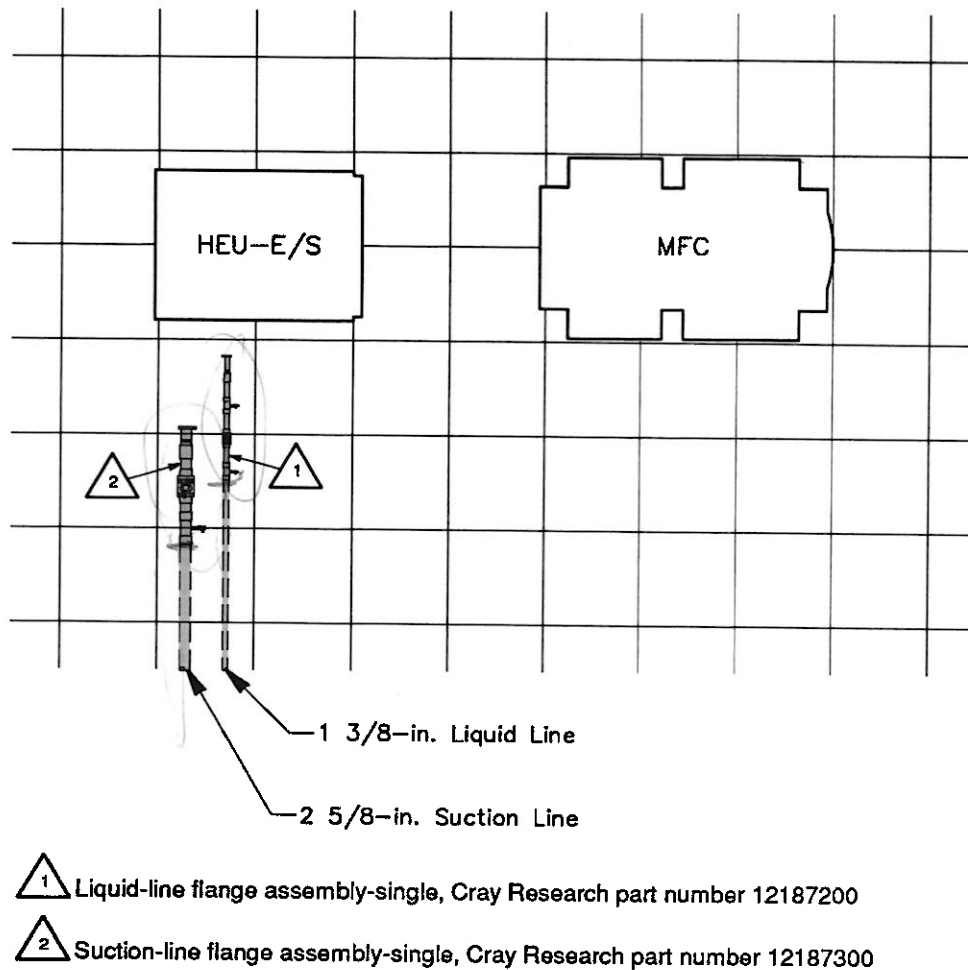 HEU-E/S
MFC
2
1
1 3/8-in. Liquid Line
2 5/8-in. Suction Line
1 Liquid-line flange assembly-single, Cray Research part number 12187200
2 Suction-line flange assembly-single, Cray Research part number 12187300